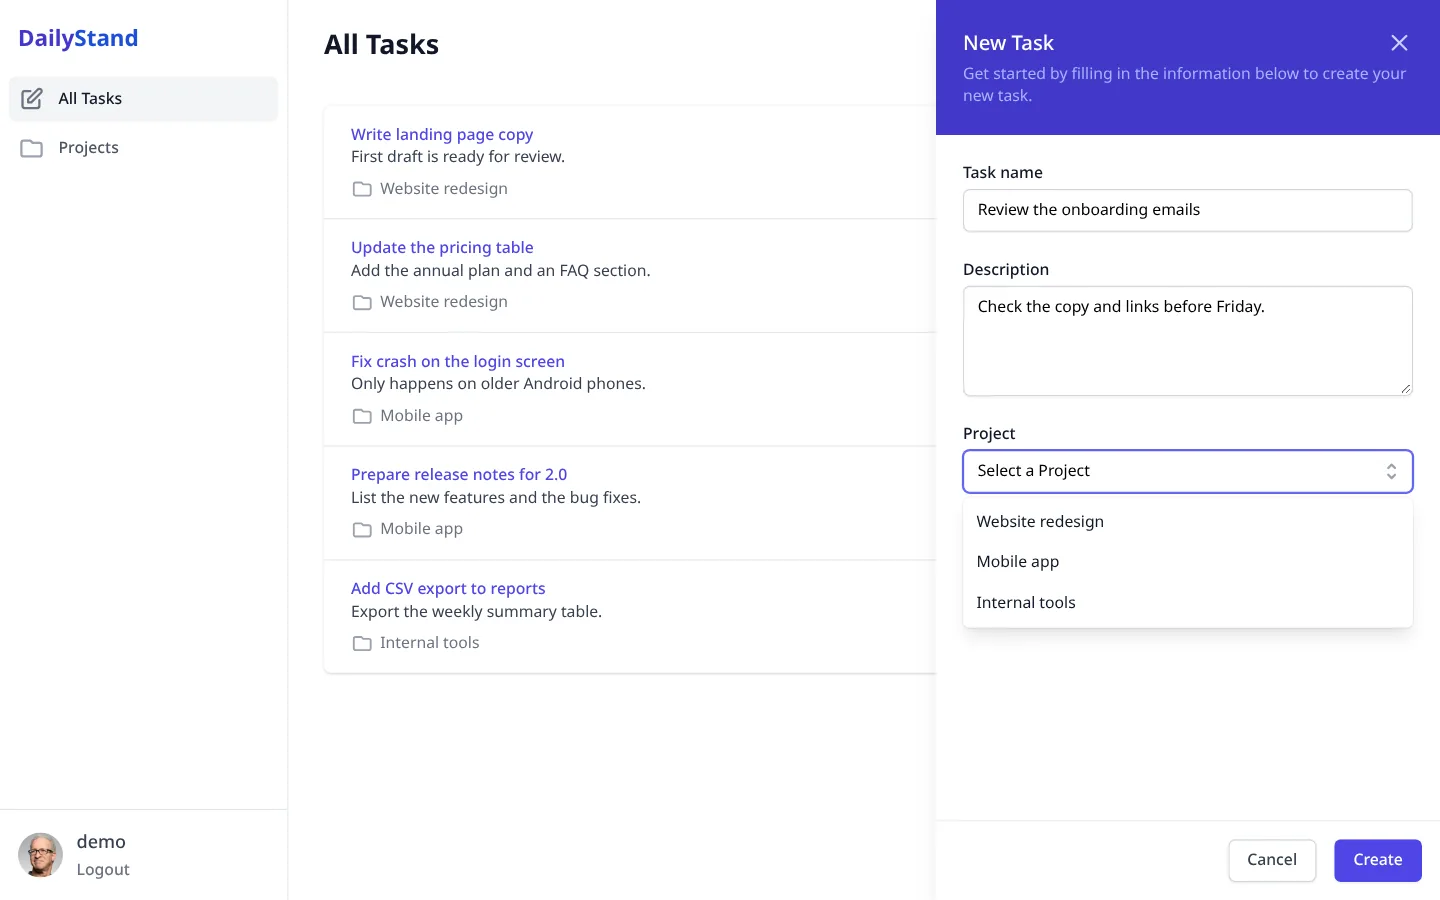 DailyStand
All Tasks
Projects
demo
Logout
All Tasks
Write landing page copy
First draft is ready for review.
Website redesign
Update the pricing table
Add the annual plan and an FAQ section.
Website redesign
Fix crash on the login screen
Only happens on older Android phones.
Mobile app
Prepare release notes for 2.0
List the new features and the bug fixes.
Mobile app
Add CSV export to reports
Export the weekly summary table.
Internal tools
New Task
Get started by filling in the information below to create your
new task.
Task name
Review the onboarding emails
Description
Check the copy and links before Friday.
Project
Select a Project
Website redesign
Mobile app
Internal tools
Cancel
Create